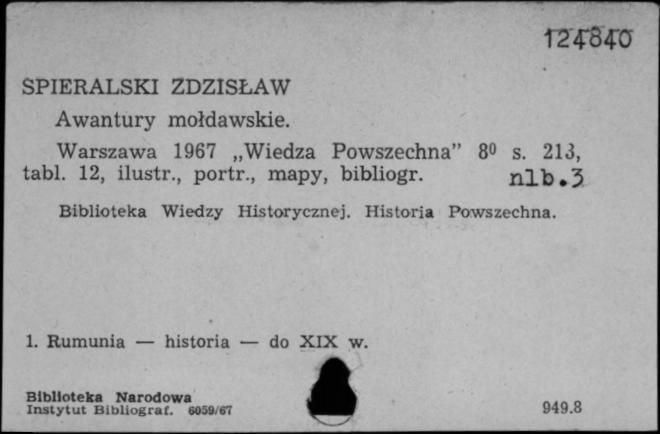 124840
SPIERALSKI ZDZISŁAW
Awantury mołdawskie.
Warszawa 1967 „Wiedza Powszechna” 8⁰ s. 213,
tabl. 12, ilustr., portr., mapy, bibliogr. nlb.3
Biblioteka Wiedzy Historycznej. Historia Powszechna.
1. Rumunia — historia — do XIX w.
Biblioteka Narodowa
Instytut Bibliograf. 6059/67
949.8